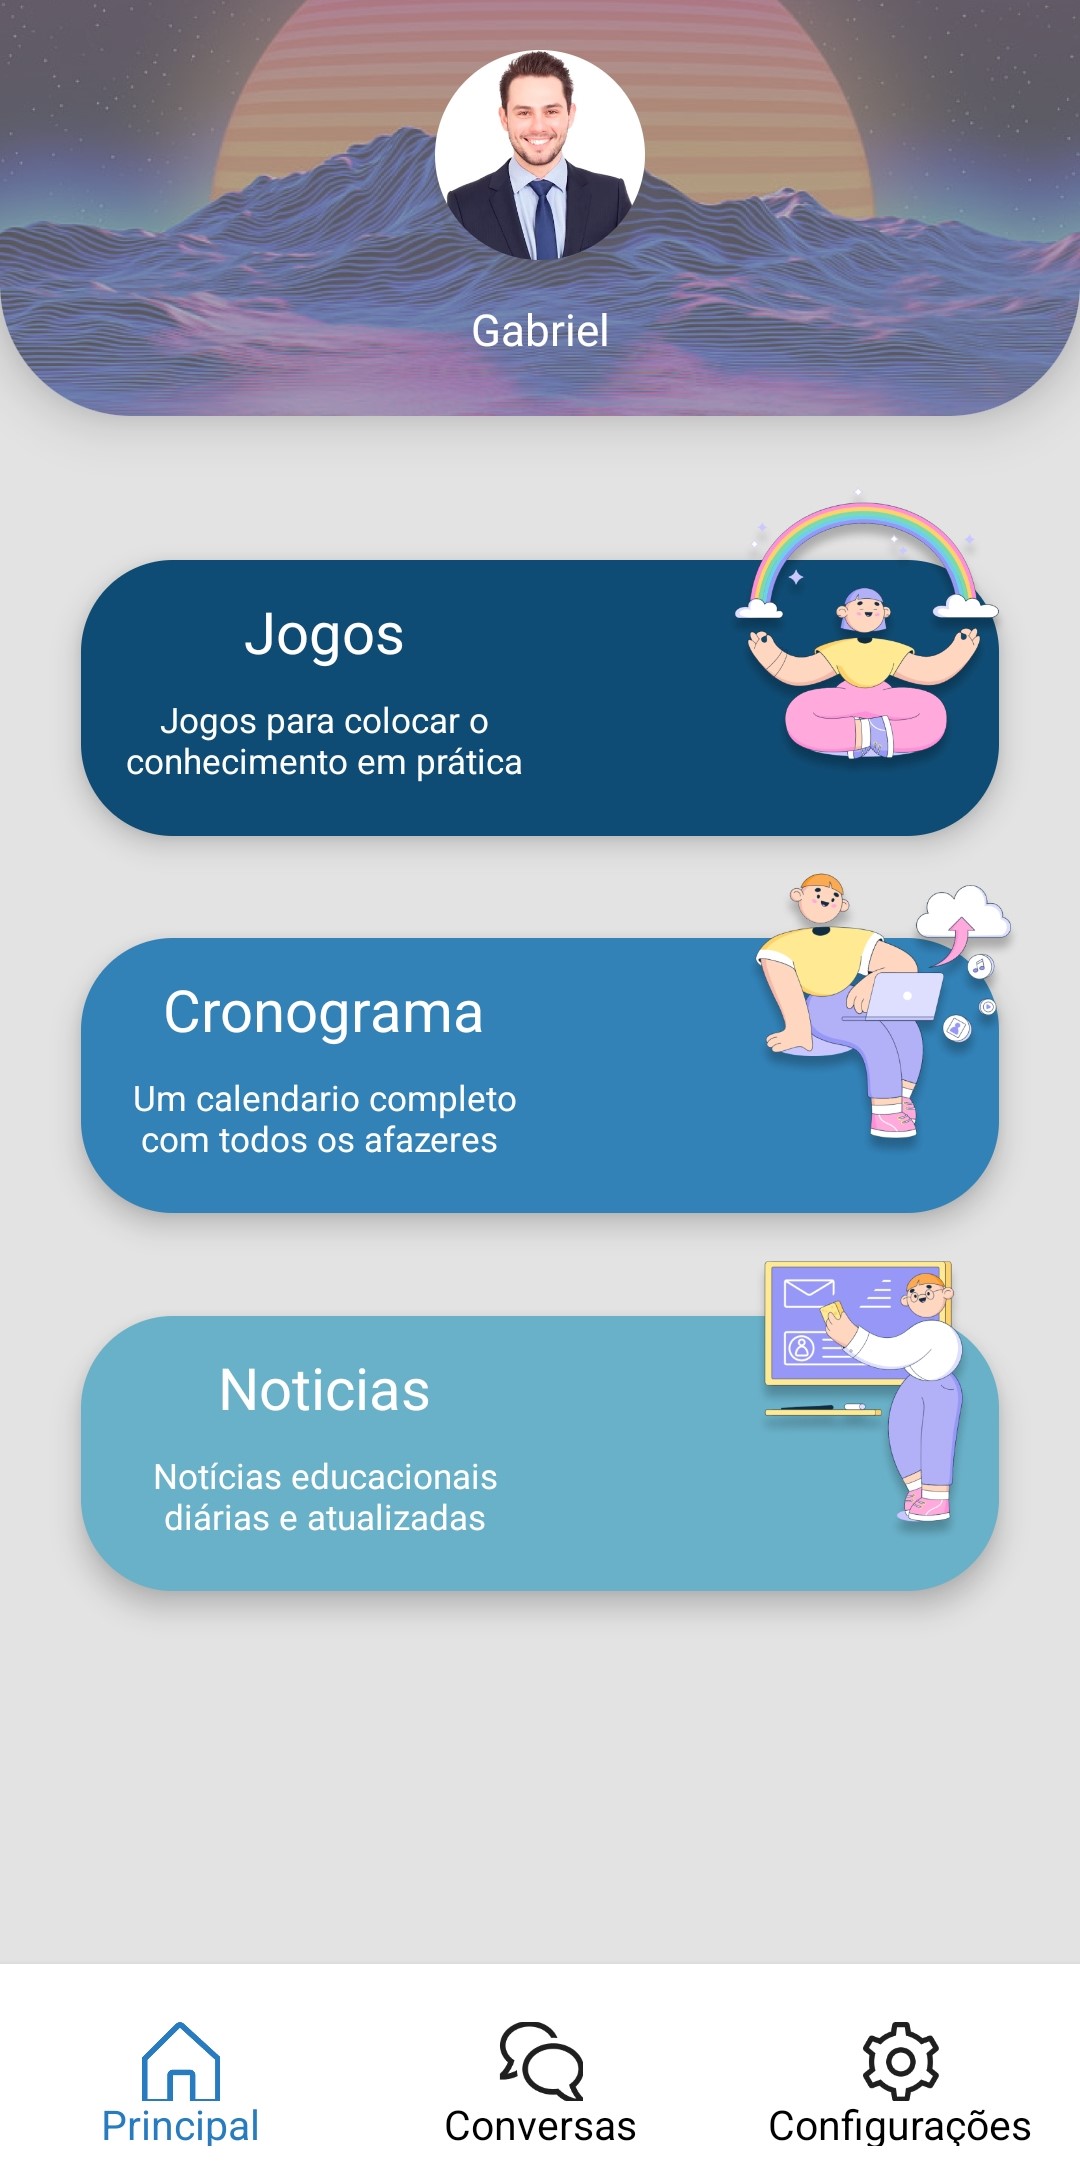 Gabriel
Jogos
Jogos para colocar o
conhecimento em prática
Cronograma
Um calendario completo
com todos os afazeres
Noticias
Notícias educacionais
diárias e atualizadas
Principal
Conversas
Configurações